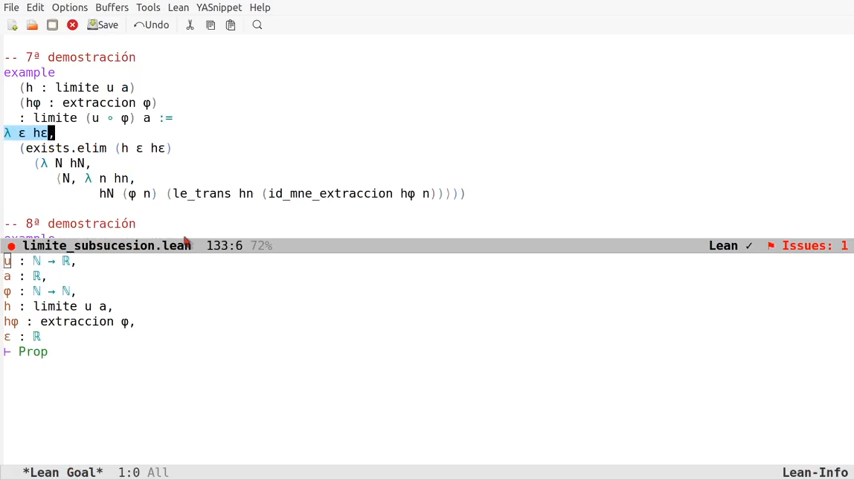 File Edit Options Buffers Tools Lean YASnippet Help
Save Undo
-- 7ª demostración
example
(h : limite u a)
(hφ : extraccion φ)
: limite (u ∘ φ) a :=
λ ε hε,
(exists.elim (h ε hε)
(λ N hN,
⟨N, λ n hn,
hN (φ n) (le_trans hn (id_mne_extraccion hφ n))⟩))
-- 8ª demostración
limite_subsucesion.lean 133:6 72% Lean ✓ Issues: 1
u : ℕ → ℝ,
a : ℝ,
φ : ℕ → ℕ,
h : limite u a,
hφ : extraccion φ,
ε : ℝ
⊢ Prop
*Lean Goal* 1:0 All Lean-Info